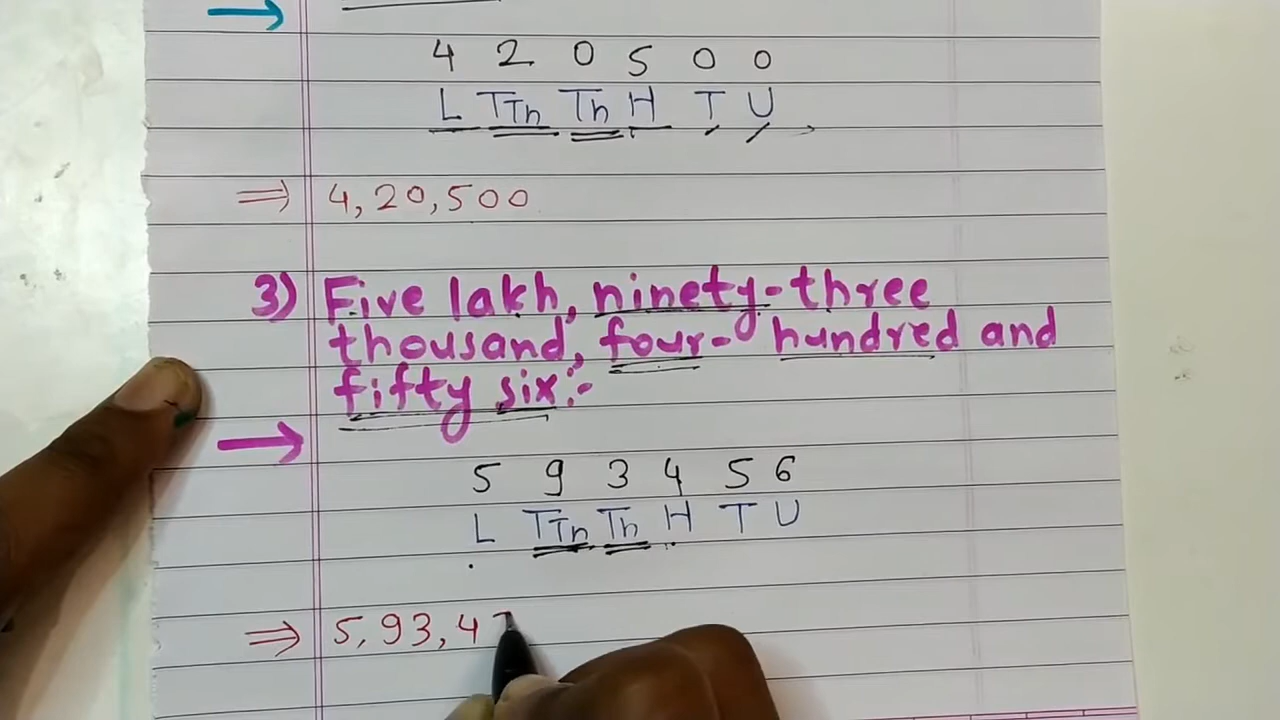 4 2 0 5 0 0
L TTh Th H T U
⇒ 4,20,500
3) Five lakh, ninety-three
thousand, four- hundred and
fifty six:-
→
5 9 3 4 5 6
L TTh Th H T U
⇒ 5,93,4